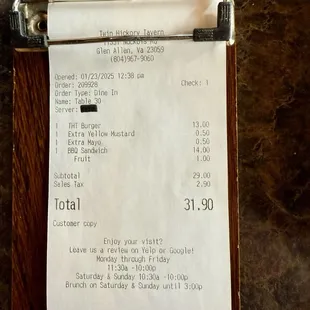 Twin Hickory Tavern
Glen Allen, Va 23059
(804)967-9060
Opened: 03/23/2025 12:38 pm
Order: 209928 Check: 1
Order Type: Dine In
Name: Table 30
Server:
1 THT Burger 13.00
1 Extra Yellow Mustard 0.50
1 Extra Mayo 0.50
1 BBQ Sandwich 14.00
Fruit 1.00
Subtotal 29.00
Sales Tax 2.90
Total 31.90
Customer copy
Enjoy your visit?
Leave us a review on Yelp or Google!
Monday through Friday
11:30a -10:00p
Saturday & Sunday 10:30a -10:00p
Brunch on Saturday & Sunday until 3:00p